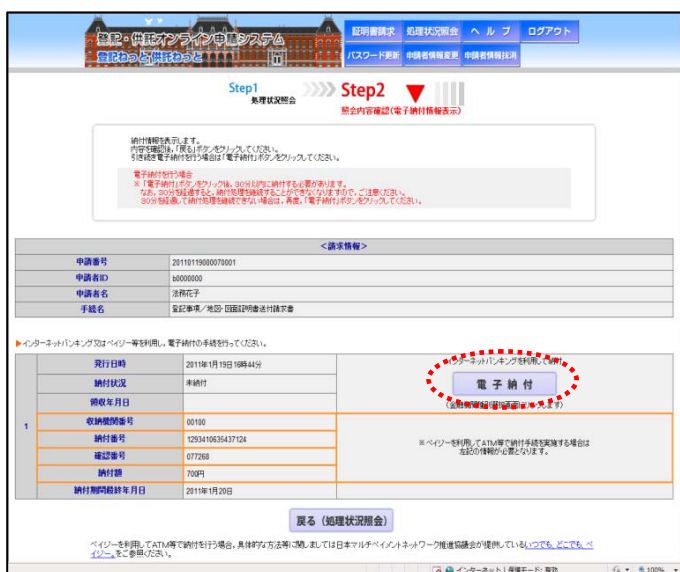 登記・供託オンライン申請システム
登記ねっと 供託ねっと
証明書請求 処理状況照会 ヘルプ ログアウト
パスワード更新 申請者情報変更 申請者情報抹消
Step1
処理状況照会
Step2
照会内容確認(電子納付情報表示)
納付情報を表示します。
内容を確認後、「戻る」ボタンをクリックしてください。
引き続き電子納付を行う場合は「電子納付」ボタンをクリックしてください。
電子納付を行う場合
※「電子納付」ボタンをクリック後、30分以内に納付する必要があります。
なお、30分を経過すると、納付処理を継続することができなくなりますので、ご注意ください。
30分を経過して納付処理を継続できない場合は、再度、「電子納付」ボタンをクリックしてください。
<請求情報>
申請番号 20110119000070001
申請者ID b0000000
申請者名 法務花子
手続名 登記事項/地図・図面証明書送付請求書
▶インターネットバンキング又はペイジー等を利用し、電子納付の手続を行ってください。
1
発行日時 2011年1月19日16時44分
納付状況 未納付
領収年月日
収納機関番号 00100
納付番号 1293410635437124
確認番号 077268
納付額 700円
納付期間最終年月日 2011年1月20日
インターネットバンキングを利用して納付
電子納付
※ペイジーを利用してATM等で納付手続を実施する場合は
左記の情報が必要となります。
戻る(処理状況照会)
ペイジーを利用してATM等で納付を行う場合、具体的な方法等に関しましては日本マルチペイメントネットワーク推進協議会が提供しているいつでも、どこでも、ペ
イジー。をご参照ください。
インターネット | 保護モード: 有効 100%